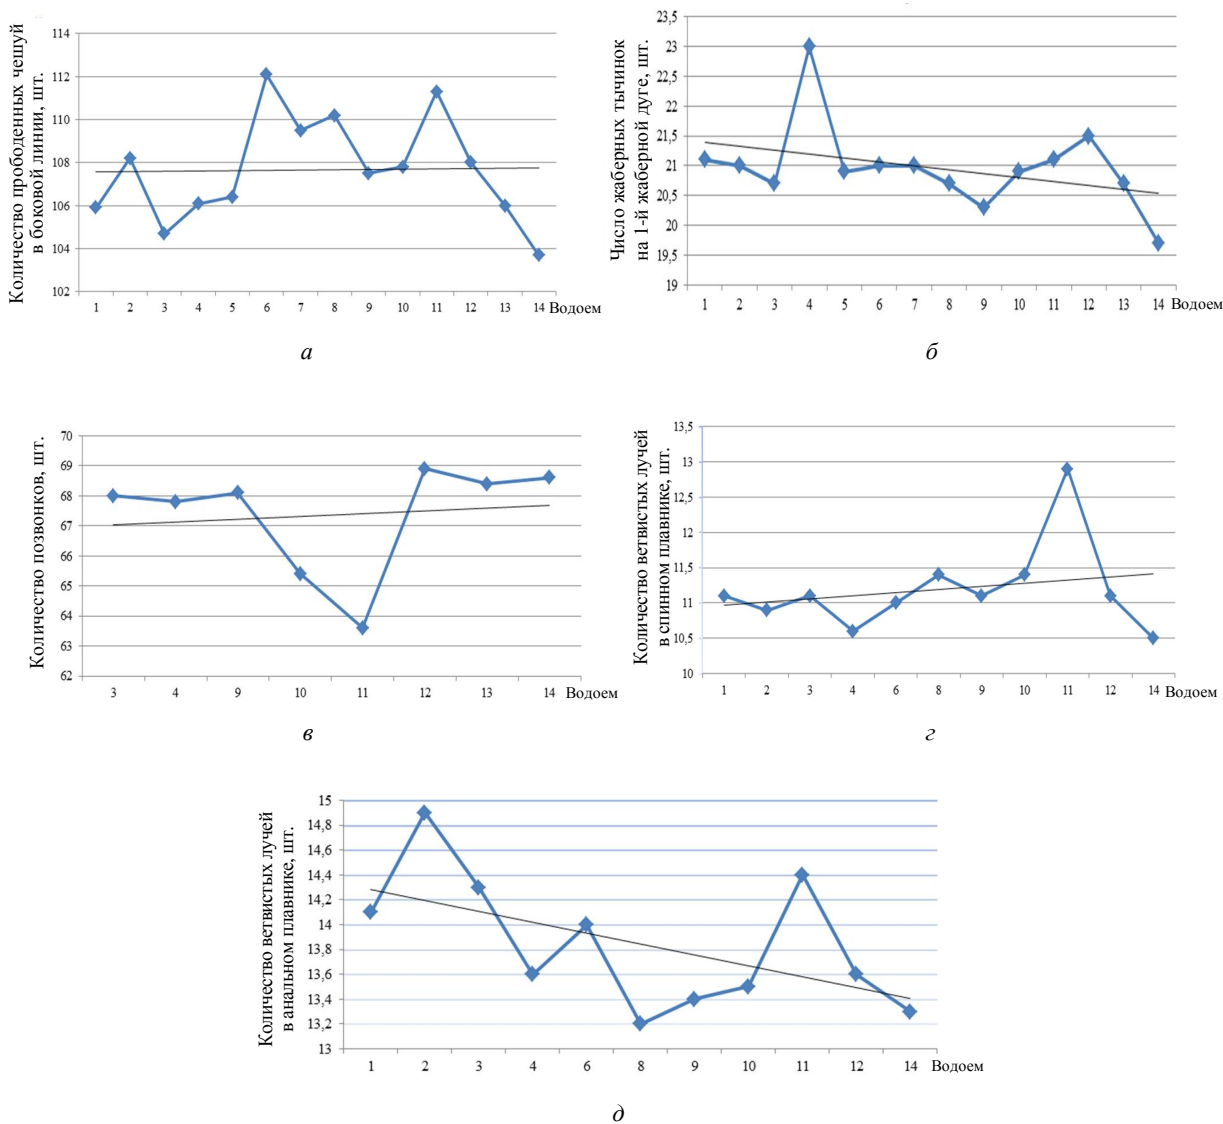 Количество прободенных чешуй
в боковой линии, шт.
114
112
110
108
106
104
102
1 2 3 4 5 6 7 8 9 10 11 12 13 14 Водоем
а
Число жаберных тычинок
на 1-й жаберной дуге, шт.
23,5
23
22,5
22
21,5
21
20,5
20
19,5
19
1 2 3 4 5 6 7 8 9 10 11 12 13 14 Водоем
б
Количество позвонков, шт.
70
69
68
67
66
65
64
63
62
3 4 9 10 11 12 13 14 Водоем
в
Количество ветвистых лучей
в спинном плавнике, шт.
13,5
13
12,5
12
11,5
11
10,5
10
1 2 3 4 6 8 9 10 11 12 14 Водоем
г
Количество ветвистых лучей
в анальном плавнике, шт.
15
14,8
14,6
14,4
14,2
14
13,8
13,6
13,4
13,2
13
1 2 3 4 6 8 9 10 11 12 14 Водоем
д